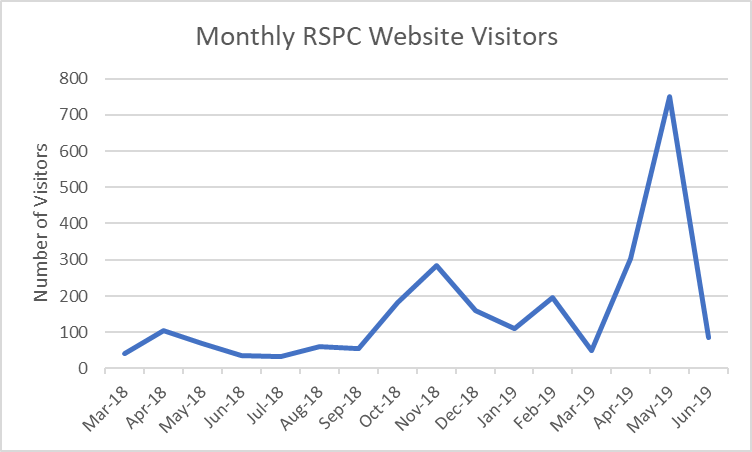 Monthly RSPC Website Visitors
Number of Visitors
800
700
600
500
400
300
200
100
0
Mar-18
Apr-18
May-18
Jun-18
Jul-18
Aug-18
Sep-18
Oct-18
Nov-18
Dec-18
Jan-19
Feb-19
Mar-19
Apr-19
May-19
Jun-19